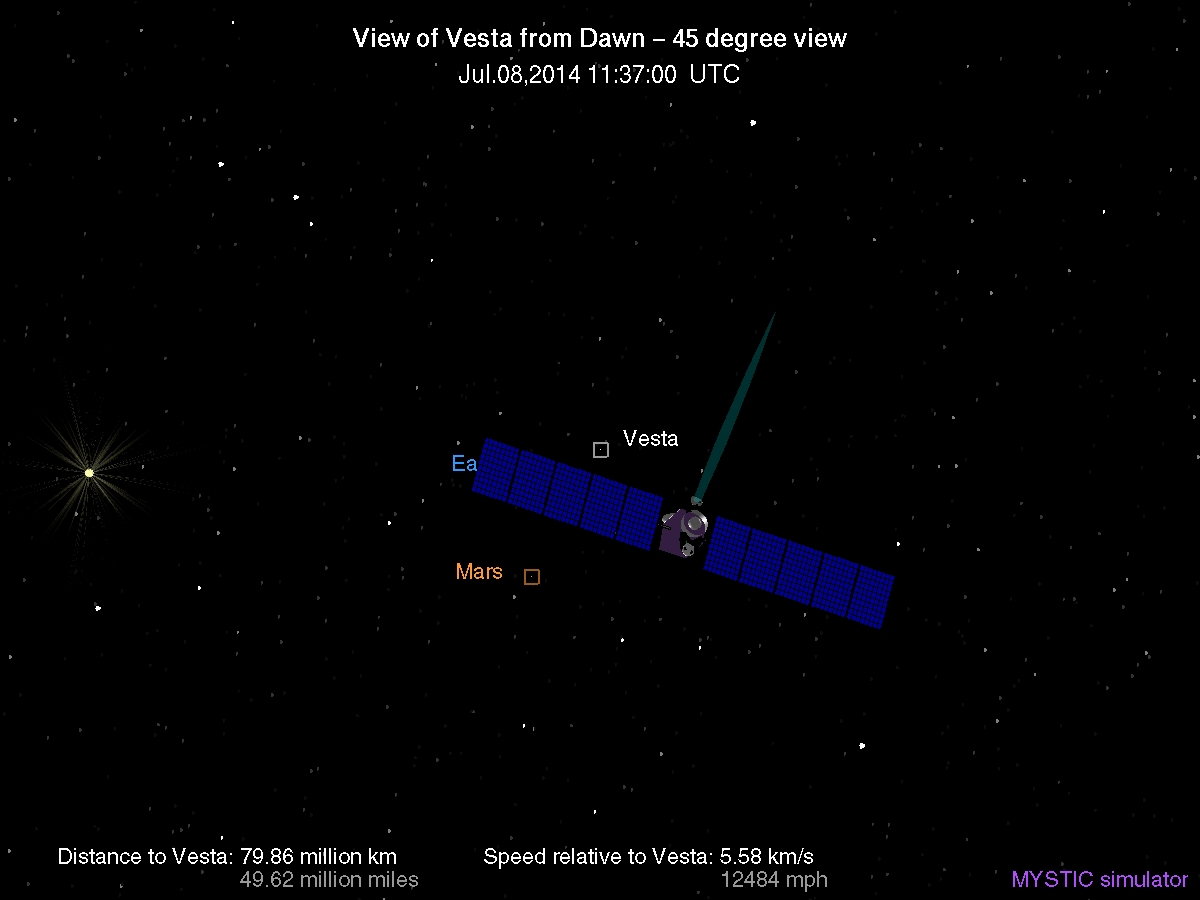 View of Vesta from Dawn – 45 degree view
Jul.08,2014 11:37:00 UTC
Vesta
Ea
Mars
Distance to Vesta: 79.86 million km
49.62 million miles
Speed relative to Vesta: 5.58 km/s
12484 mph
MYSTIC simulator